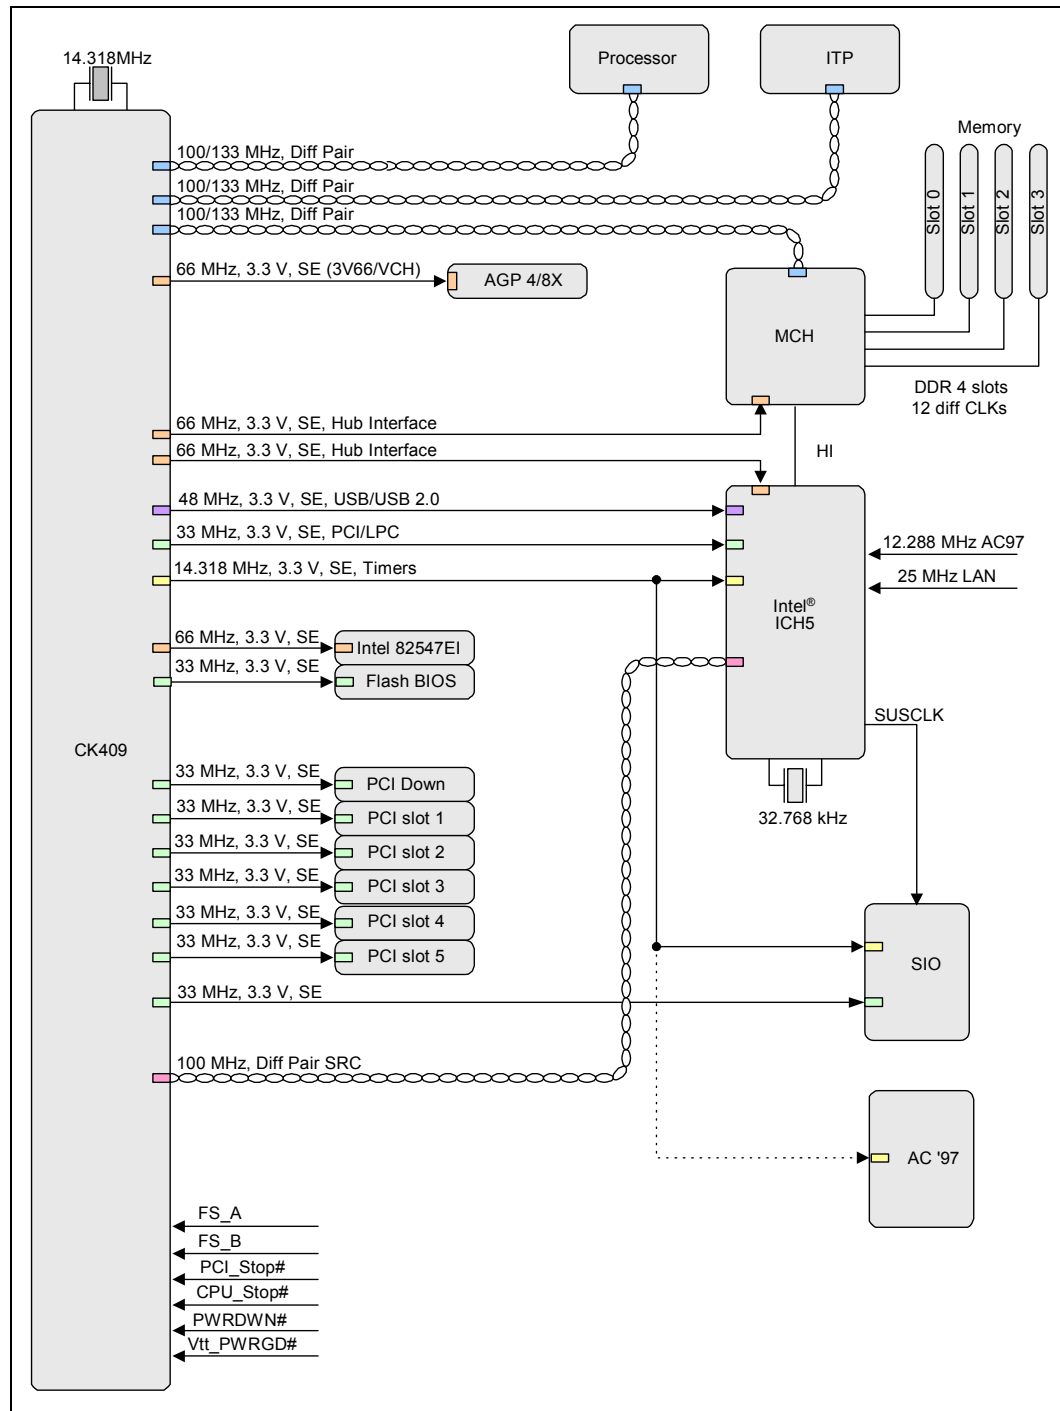 14.318MHz
Processor
ITP
Memory
Slot 0
Slot 1
Slot 2
Slot 3
100/133 MHz, Diff Pair
100/133 MHz, Diff Pair
100/133 MHz, Diff Pair
66 MHz, 3.3 V, SE (3V66/VCH)
AGP 4/8X
MCH
DDR 4 slots
12 diff CLKs
66 MHz, 3.3 V, SE, Hub Interface
66 MHz, 3.3 V, SE, Hub Interface
HI
48 MHz, 3.3 V, SE, USB/USB 2.0
33 MHz, 3.3 V, SE, PCI/LPC
12.288 MHz AC97
14.318 MHz, 3.3 V, SE, Timers
25 MHz LAN
Intel®
ICH5
66 MHz, 3.3 V, SE
Intel 82547EI
33 MHz, 3.3 V, SE
Flash BIOS
SUSCLK
CK409
33 MHz, 3.3 V, SE
PCI Down
33 MHz, 3.3 V, SE
PCI slot 1
32.768 kHz
33 MHz, 3.3 V, SE
PCI slot 2
33 MHz, 3.3 V, SE
PCI slot 3
33 MHz, 3.3 V, SE
PCI slot 4
33 MHz, 3.3 V, SE
PCI slot 5
SIO
33 MHz, 3.3 V, SE
100 MHz, Diff Pair SRC
AC '97
FS_A
FS_B
PCI_Stop#
CPU_Stop#
PWRDWN#
Vtt_PWRGD#